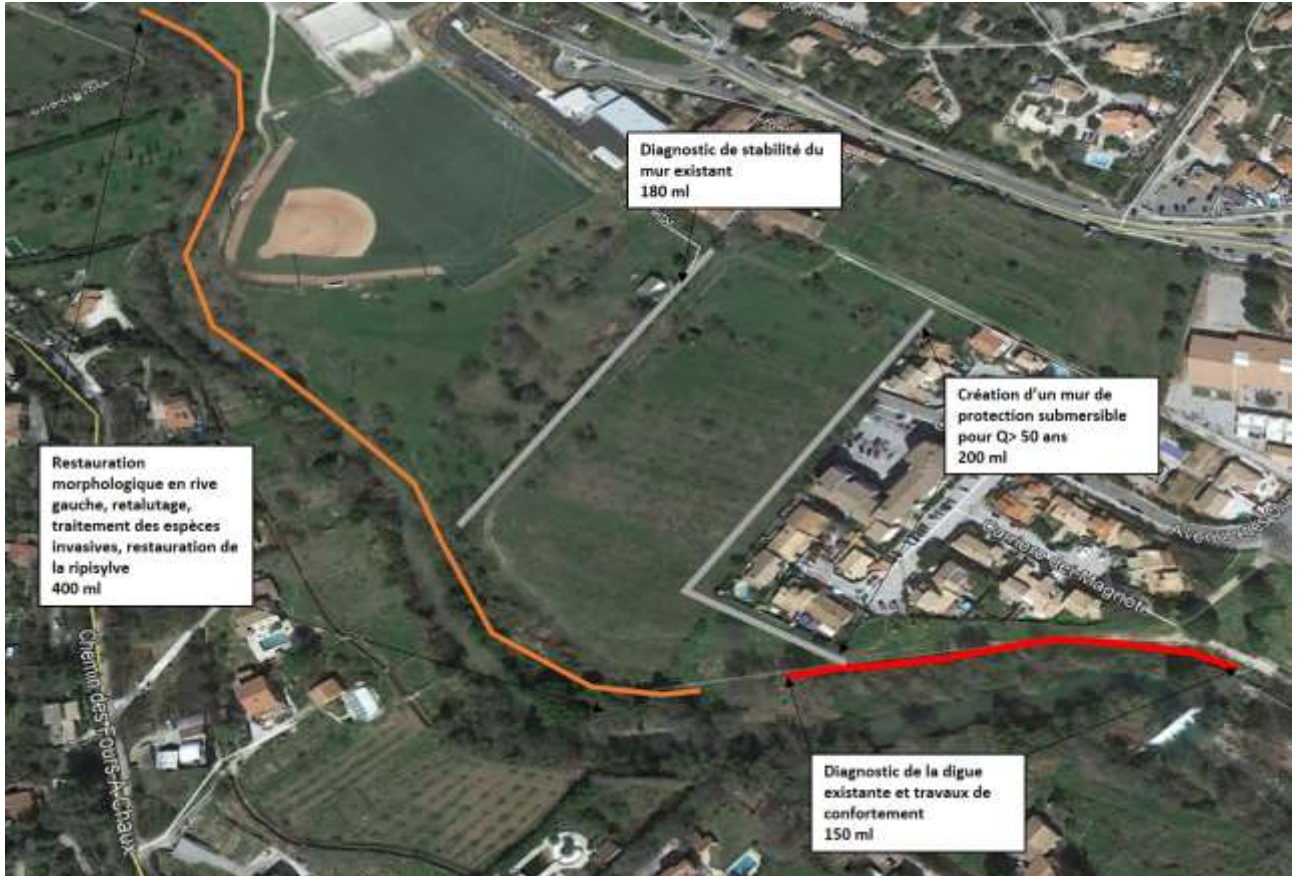 Diagnostic de stabilité du
mur existant
180 ml
Création d'un mur de
protection submersible
pour Q> 50 ans
200 ml
Restauration
morphologique en rive
gauche, retalutage,
traitement des espèces
invasives, restauration de
la ripisylve
400 ml
Chemin des Fours A Chaux
Diagnostic de la digue
existante et travaux de
confortement
150 ml